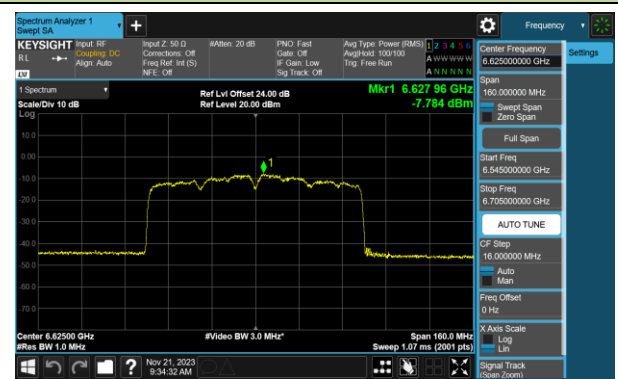 Spectrum Analyzer 1
Swept SA
+
Frequency
KEYSIGHT
RL
LXI
Input: RF
Coupling: DC
Align: Auto
Input Z: 50 Ω
Corrections: Off
Freq Ref: Int (S)
NFE: Off
#Atten: 20 dB
PNO: Fast
Gate: Off
IF Gain: Low
Sig Track: Off
Avg Type: Power (RMS)
Avg|Hold: 100/100
Trig: Free Run
1 2 3 4 5 6
A W W W W W
A N N N N N
Center Frequency
6.625000000 GHz
Settings
Span
160.000000 MHz
Swept Span
Zero Span
Full Span
Start Freq
6.545000000 GHz
Stop Freq
6.705000000 GHz
AUTO TUNE
CF Step
16.000000 MHz
Auto
Man
Freq Offset
0 Hz
X Axis Scale
Log
Lin
Signal Track
(Span Zoom)
1 Spectrum
Scale/Div 10 dB
Log
Ref Lvl Offset 24.00 dB
Ref Level 20.00 dBm
Mkr1 6.627 96 GHz
-7.784 dBm
1
10.0
0.00
-10.0
-20.0
-30.0
-40.0
-50.0
-60.0
-70.0
Center 6.62500 GHz
#Res BW 1.0 MHz
#Video BW 3.0 MHz*
Span 160.0 MHz
Sweep 1.07 ms (2001 pts)
?
Nov 21, 2023
9:34:32 AM